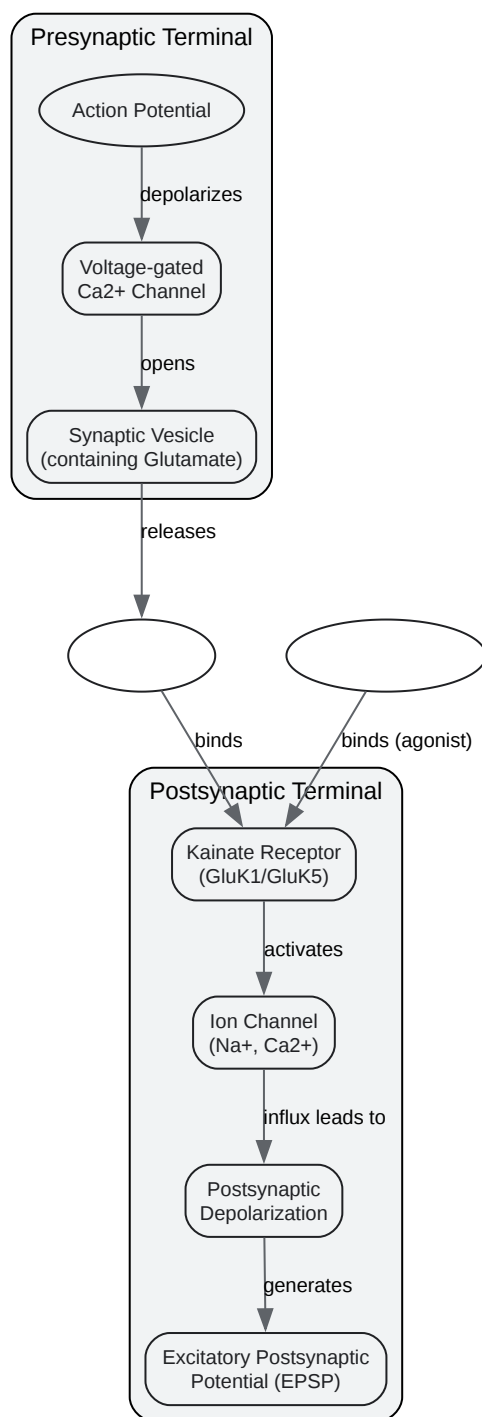 Presynaptic Terminal
Action Potential
depolarizes
Voltage-gated
Ca2+ Channel
opens
Synaptic Vesicle
(containing Glutamate)
releases
binds
binds (agonist)
Postsynaptic Terminal
Kainate Receptor
(GluK1/GluK5)
activates
Ion Channel
(Na+, Ca2+)
influx leads to
Postsynaptic
Depolarization
generates
Excitatory Postsynaptic
Potential (EPSP)